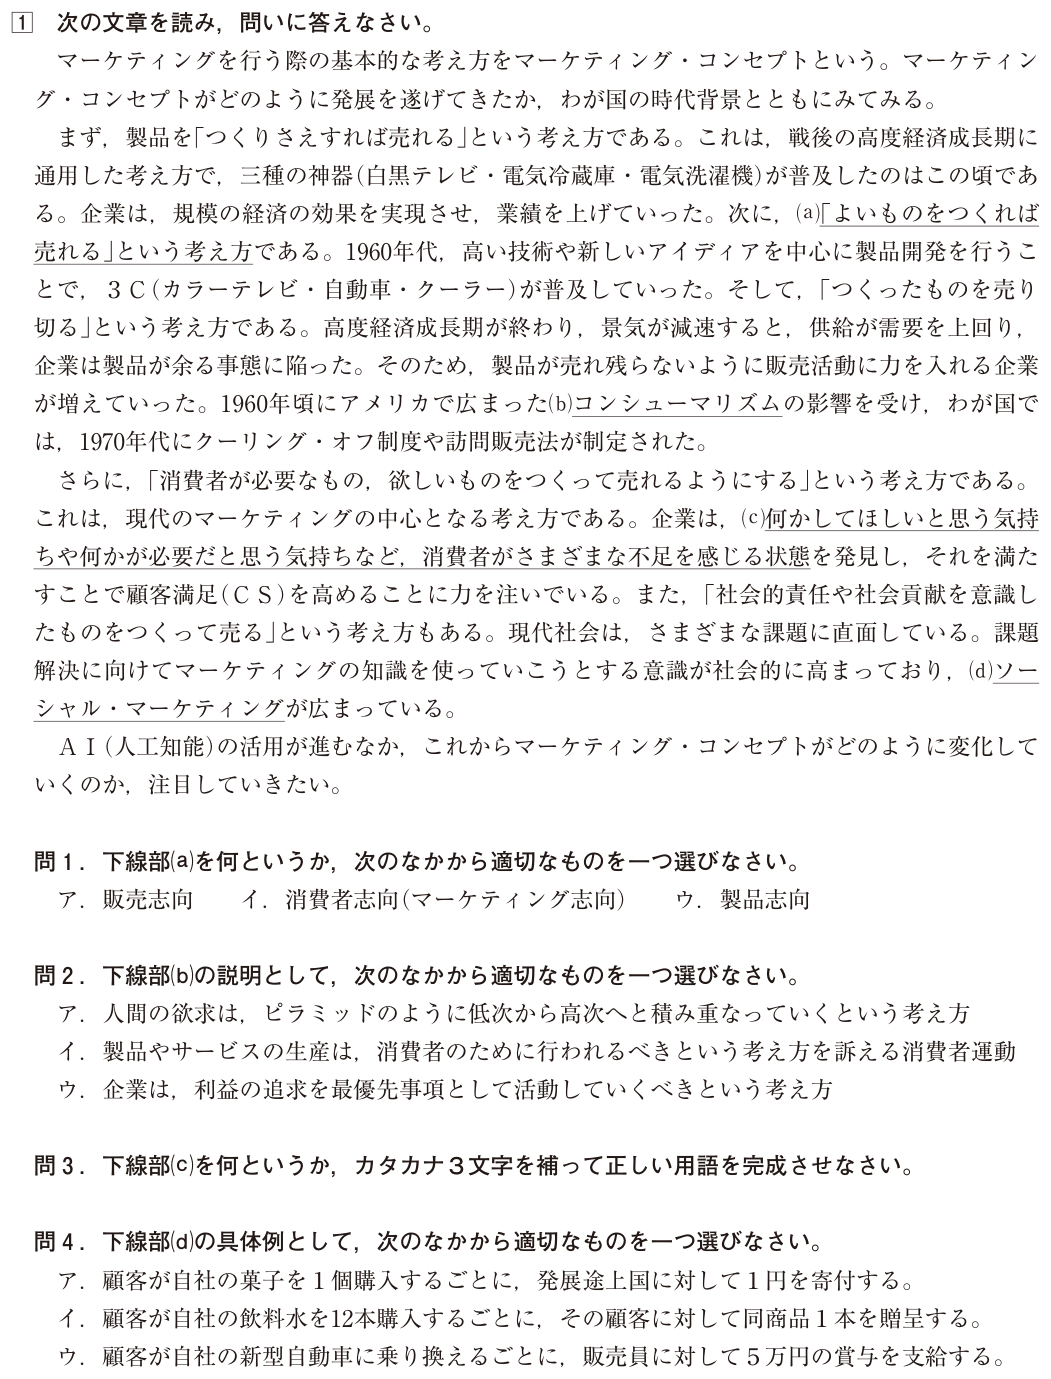 1　次の文章を読み，問いに答えなさい。
マーケティングを行う際の基本的な考え方をマーケティング・コンセプトという。マーケティン
グ・コンセプトがどのように発展を遂げてきたか，わが国の時代背景とともにみてみる。
まず，製品を「つくりさえすれば売れる」という考え方である。これは，戦後の高度経済成長期に
通用した考え方で，三種の神器(白黒テレビ・電気冷蔵庫・電気洗濯機)が普及したのはこの頃であ
る。企業は，規模の経済の効果を実現させ，業績を上げていった。次に，(a)「よいものをつくれば
売れる」という考え方である。1960年代，高い技術や新しいアイディアを中心に製品開発を行うこ
とで，３Ｃ(カラーテレビ・自動車・クーラー)が普及していった。そして，「つくったものを売り
切る」という考え方である。高度経済成長期が終わり，景気が減速すると，供給が需要を上回り，
企業は製品が余る事態に陥った。そのため，製品が売れ残らないように販売活動に力を入れる企業
が増えていった。1960年頃にアメリカで広まった(b)コンシューマリズムの影響を受け，わが国で
は，1970年代にクーリング・オフ制度や訪問販売法が制定された。
さらに，「消費者が必要なもの，欲しいものをつくって売れるようにする」という考え方である。
これは，現代のマーケティングの中心となる考え方である。企業は，(c)何かしてほしいと思う気持
ちや何かが必要だと思う気持ちなど，消費者がさまざまな不足を感じる状態を発見し，それを満た
すことで顧客満足(ＣＳ)を高めることに力を注いでいる。また，「社会的責任や社会貢献を意識し
たものをつくって売る」という考え方もある。現代社会は，さまざまな課題に直面している。課題
解決に向けてマーケティングの知識を使っていこうとする意識が社会的に高まっており，(d)ソー
シャル・マーケティングが広まっている。
ＡＩ(人工知能)の活用が進むなか，これからマーケティング・コンセプトがどのように変化して
いくのか，注目していきたい。
問１．下線部(a)を何というか，次のなかから適切なものを一つ選びなさい。
ア．販売志向　　イ．消費者志向(マーケティング志向)　　ウ．製品志向
問２．下線部(b)の説明として，次のなかから適切なものを一つ選びなさい。
ア．人間の欲求は，ピラミッドのように低次から高次へと積み重なっていくという考え方
イ．製品やサービスの生産は，消費者のために行われるべきという考え方を訴える消費者運動
ウ．企業は，利益の追求を最優先事項として活動していくべきという考え方
問３．下線部(c)を何というか，カタカナ３文字を補って正しい用語を完成させなさい。
問４．下線部(d)の具体例として，次のなかから適切なものを一つ選びなさい。
ア．顧客が自社の菓子を１個購入するごとに，発展途上国に対して１円を寄付する。
イ．顧客が自社の飲料水を12本購入するごとに，その顧客に対して同商品１本を贈呈する。
ウ．顧客が自社の新型自動車に乗り換えるごとに，販売員に対して５万円の賞与を支給する。